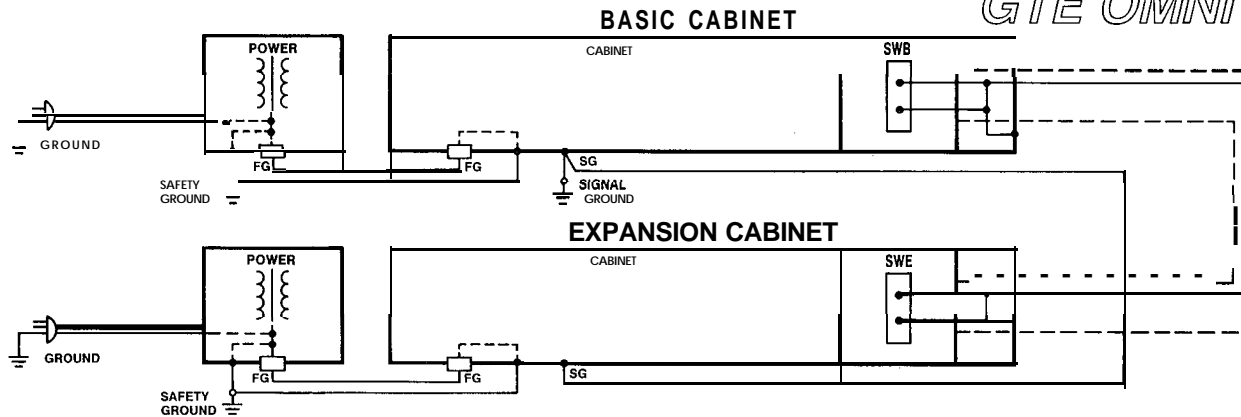 GTE OMNI
BASIC CABINET
POWER
CABINET
SWB
GROUND
FG
FG
SG
SAFETY
GROUND
SIGNAL
GROUND
EXPANSION CABINET
POWER
CABINET
SWE
GROUND
FG
FG
SG
SAFETY
GROUND